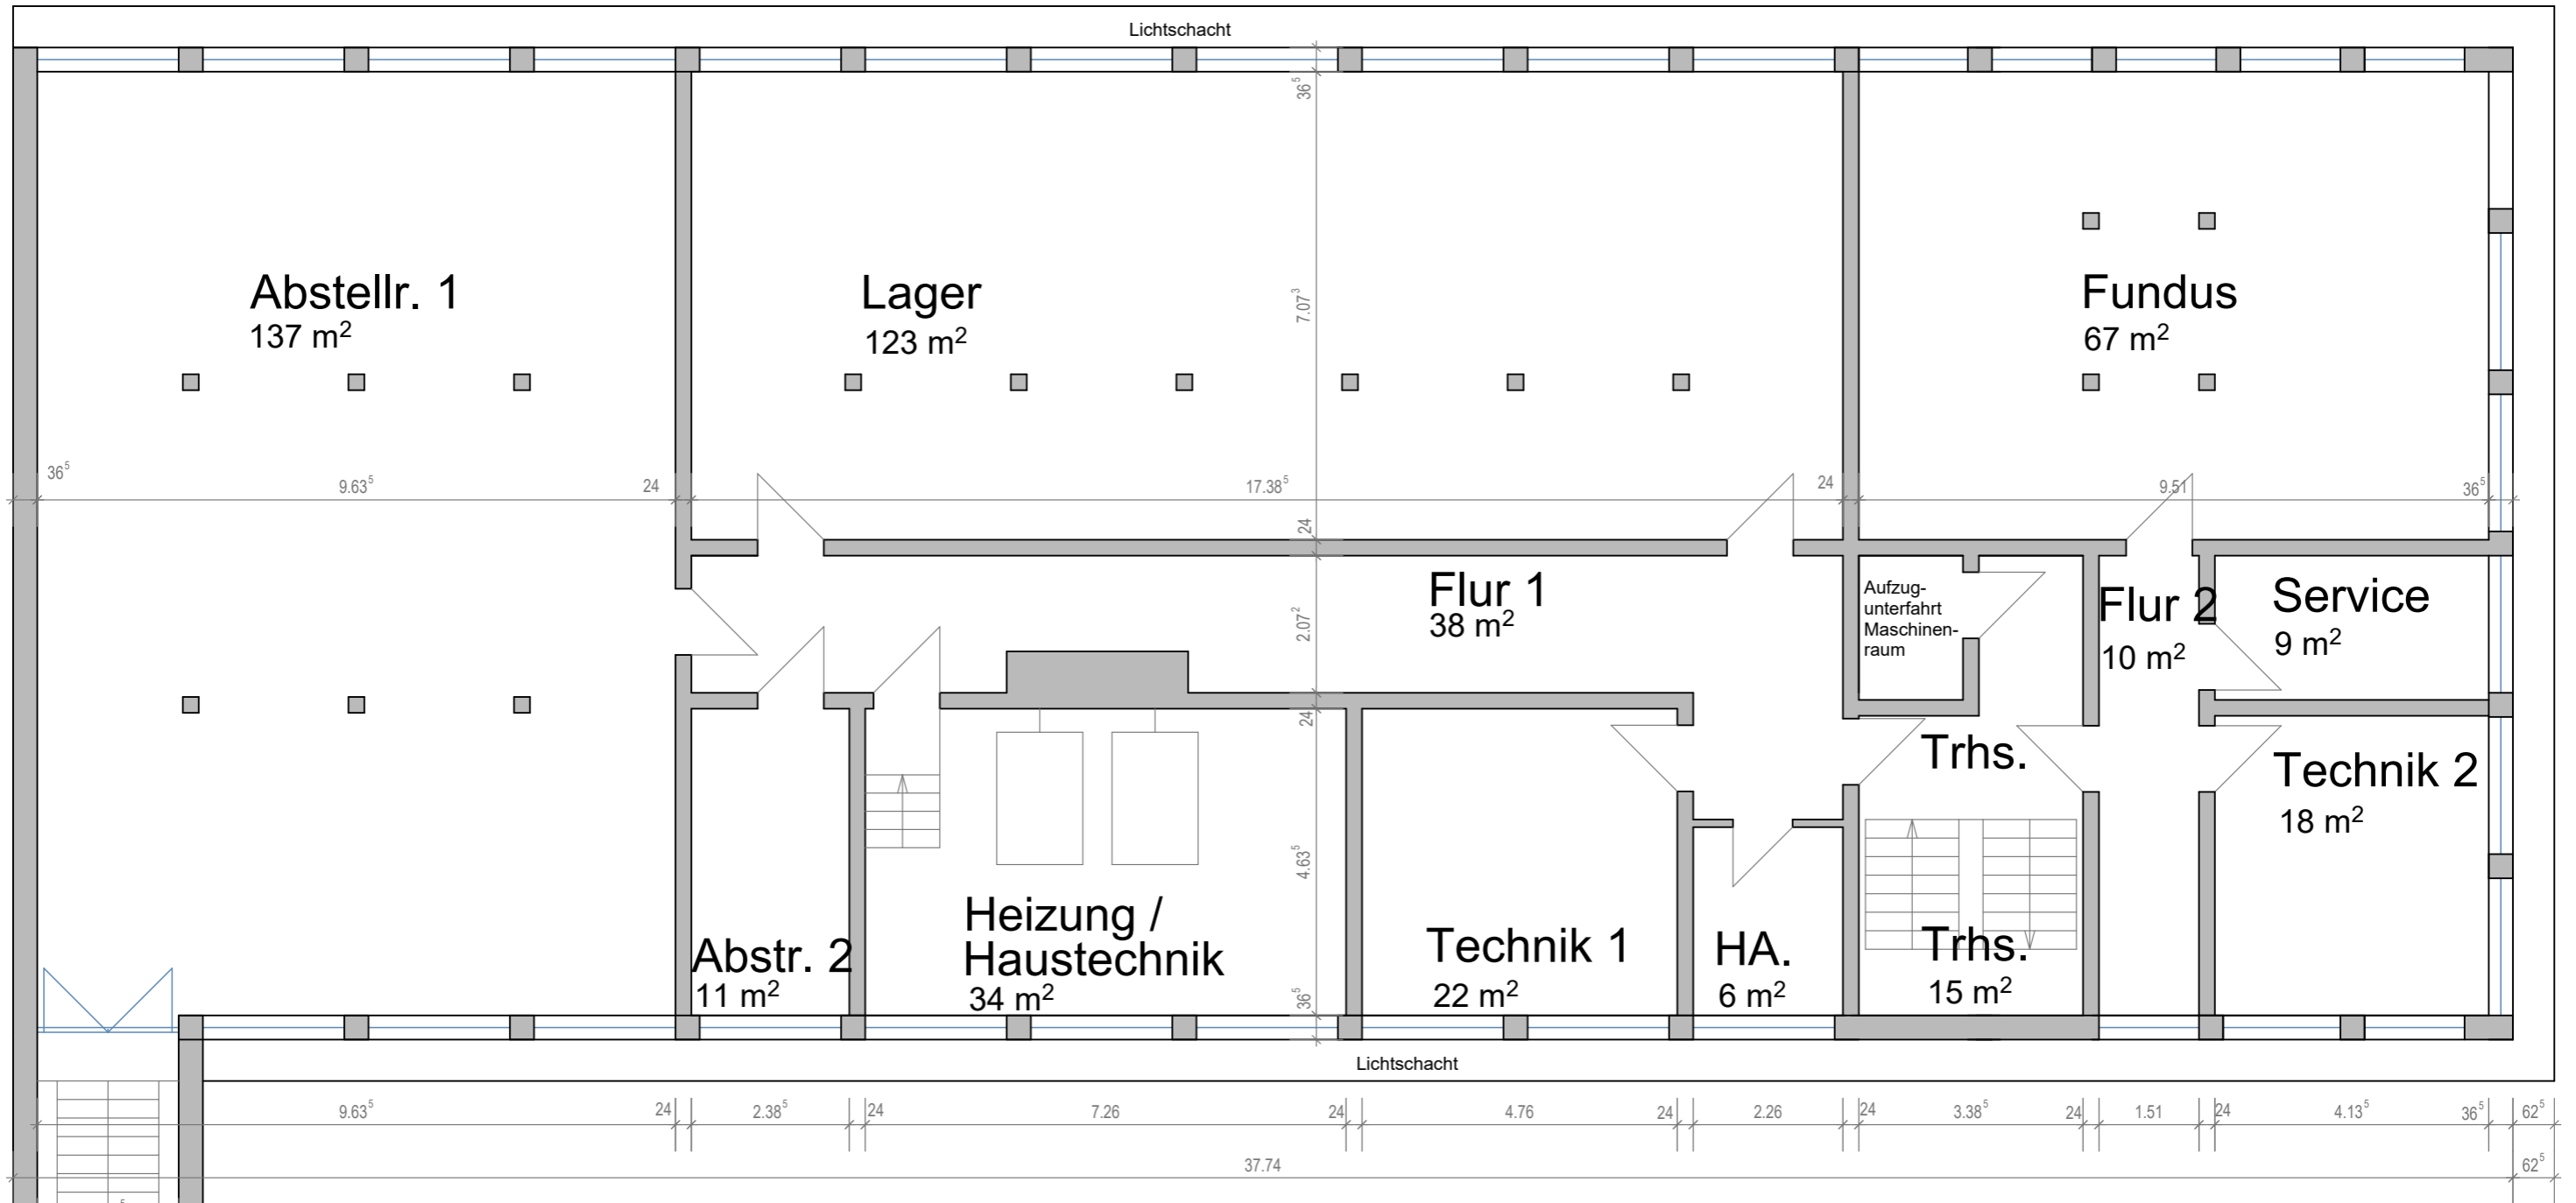 Lichtschacht
36⁵
Abstellr. 1
137 m²
Lager
123 m²
7.07³
Fundus
67 m²
36⁵
9.63⁵
24
17.38⁵
24
9.51
36⁵
24
Flur 1
38 m²
2.07²
Aufzug-
unterfahrt
Maschinen-
raum
Flur 2
10 m²
Service
9 m²
24
Trhs.
Technik 2
18 m²
4.63⁵
Heizung /
Haustechnik
34 m²
Abstr. 2
11 m²
Technik 1
22 m²
HA.
6 m²
Trhs.
15 m²
36⁵
Lichtschacht
9.63⁵
24
2.38⁵
24
7.26
24
4.76
24
2.26
24
3.38⁵
24
1.51
24
4.13⁵
36⁵
62⁵
37.74
62⁵